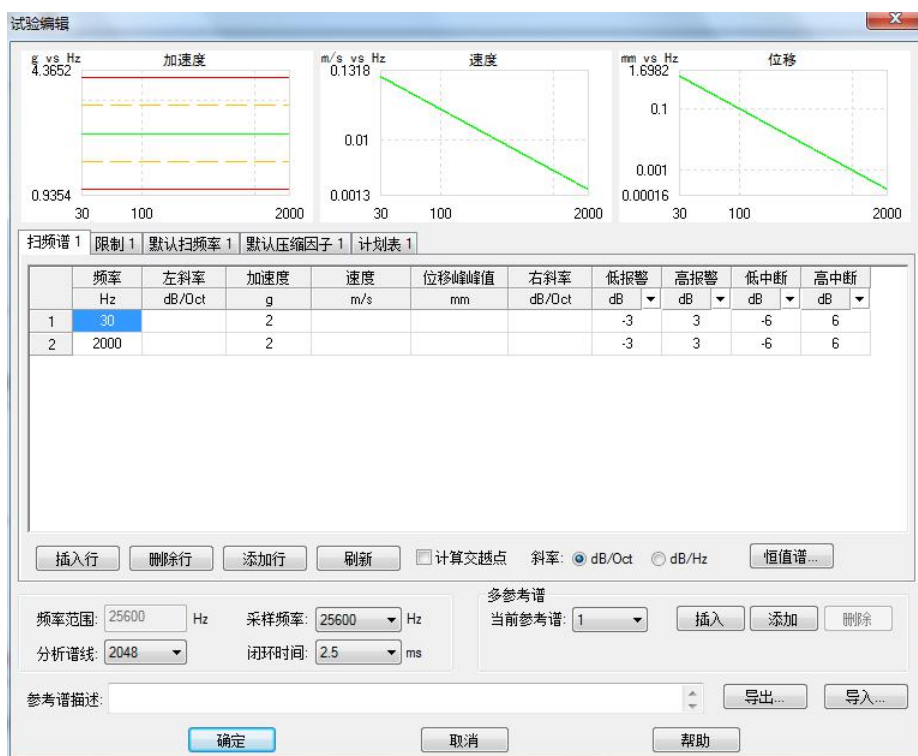 试验编辑
g vs Hz 加速度 m/s vs Hz 速度 mm vs Hz 位移
4.3652 0.1318 1.6982
0.1
0.01
0.001
0.9354 0.0013 0.00016
30 100 2000 30 100 2000 30 100 2000
扫频谱 1 限制 1 默认扫频率 1 默认压缩因子 1 计划表 1
频率 左斜率 加速度 速度 位移峰峰值 右斜率 低报警 高报警 低中断 高中断
Hz dB/Oct g m/s mm dB/Oct dB dB dB dB
1 30 2 -3 3 -6 6
2 2000 2 -3 3 -6 6
插入行 删除行 添加行 刷新 计算交越点 斜率: dB/Oct dB/Hz 恒值谱...
多参考谱
频率范围: 25600 Hz 采样频率: 25600 Hz 当前参考谱: 1 插入 添加 删除
分析谱线: 2048 闭环时间: 2.5 ms
参考谱描述: 导出... 导入...
确定 取消 帮助